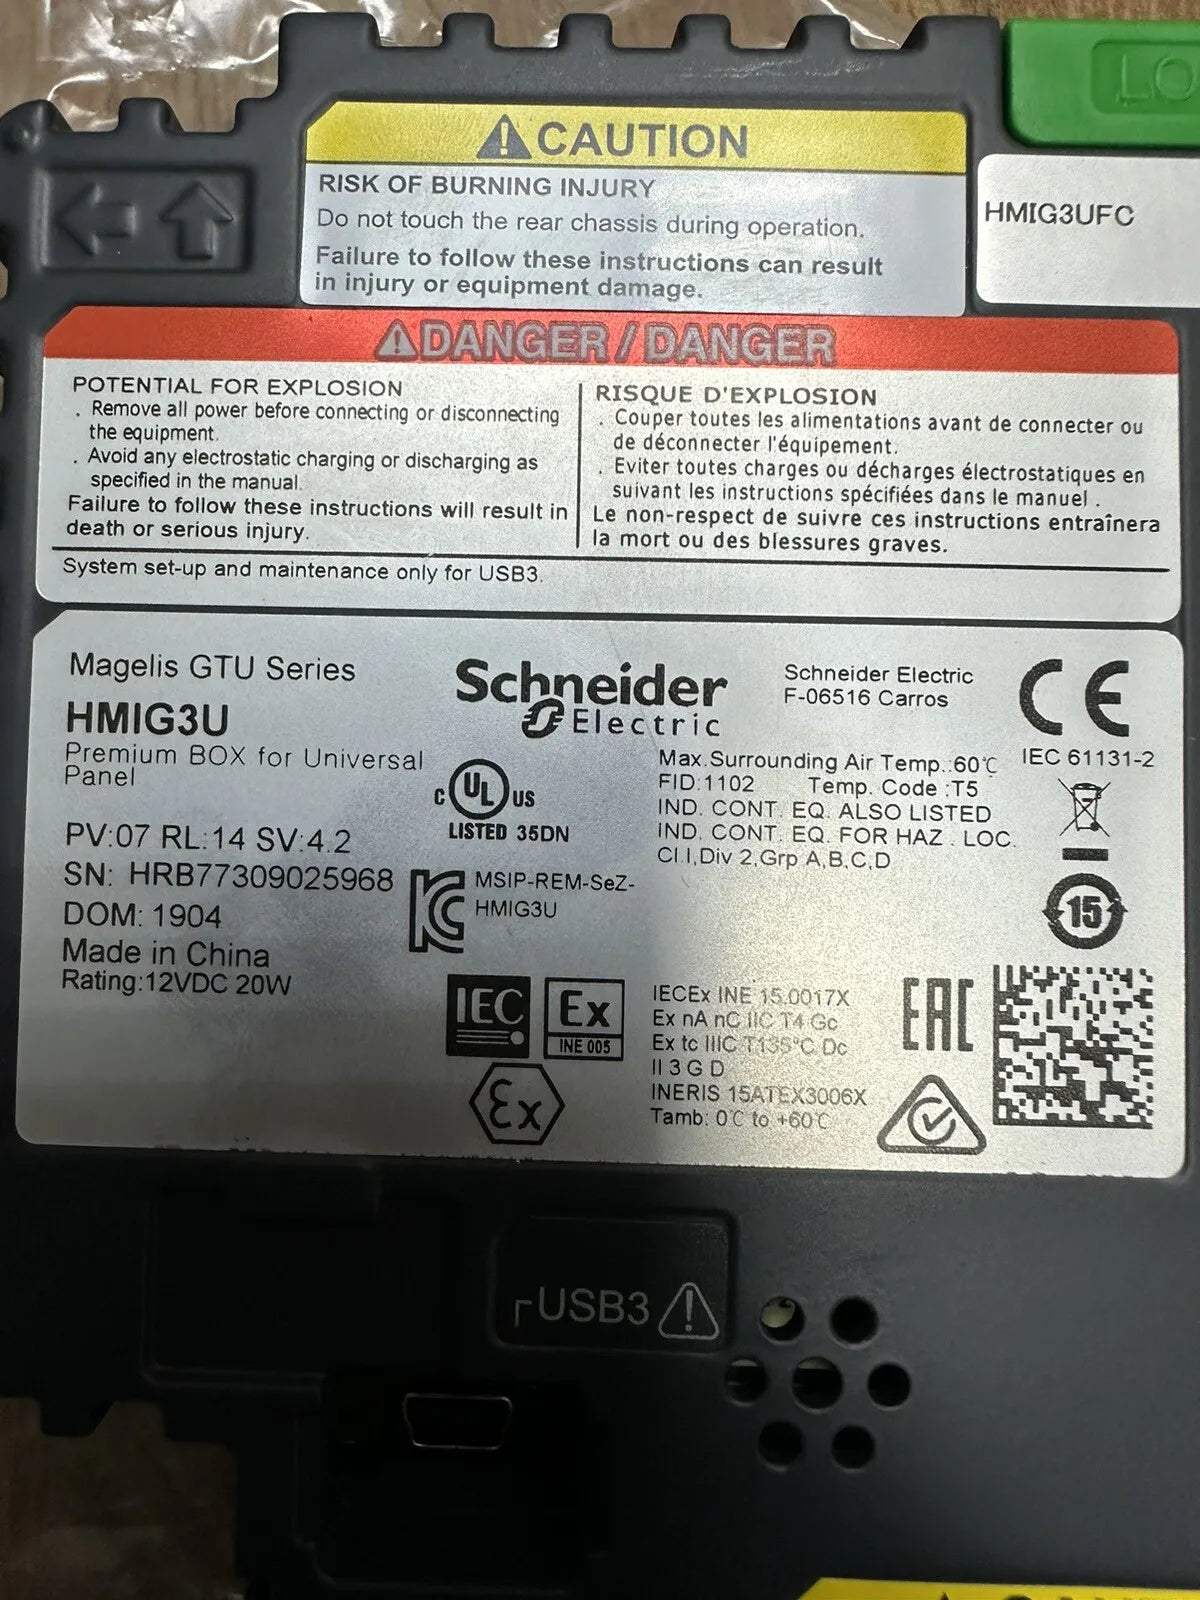 LO
CAUTION
RISK OF BURNING INJURY
Do not touch the rear chassis during operation.
Failure to follow these instructions can result
in injury or equipment damage.
HMIG3UFC
DANGER / DANGER
POTENTIAL FOR EXPLOSION
. Remove all power before connecting or disconnecting
the equipment.
. Avoid any electrostatic charging or discharging as
specified in the manual.
Failure to follow these instructions will result in
death or serious injury.
RISQUE D'EXPLOSION
. Couper toutes les alimentations avant de connecter ou
de déconnecter l'équipement.
. Eviter toutes charges ou décharges électrostatiques en
suivant les instructions spécifiées dans le manuel .
Le non-respect de suivre ces instructions entraînera
la mort ou des blessures graves.
System set-up and maintenance only for USB3.
Magelis GTU Series
HMIG3U
Premium BOX for Universal
Panel
PV:07 RL:14 SV:4.2
SN: HRB77309025968
DOM: 1904
Made in China
Rating:12VDC 20W
Schneider
Electric
Schneider Electric
F-06516 Carros
CE
IEC 61131-2
C UL US
LISTED 35DN
Max.Surrounding Air Temp.:60℃
FID:1102 Temp. Code :T5
IND. CONT. EQ. ALSO LISTED
IND. CONT. EQ. FOR HAZ . LOC.
Cl.I,Div 2,Grp A,B,C,D
KC
MSIP-REM-SeZ-
HMIG3U
15
IEC
Ex
INE 005
Ex
IECEx INE 15.0017X
Ex nA nC IIC T4 Gc
Ex tc IIIC T135°C Dc
II 3 G D
INERIS 15ATEX3006X
Tamb: 0℃ to +60℃
EAC
USB3